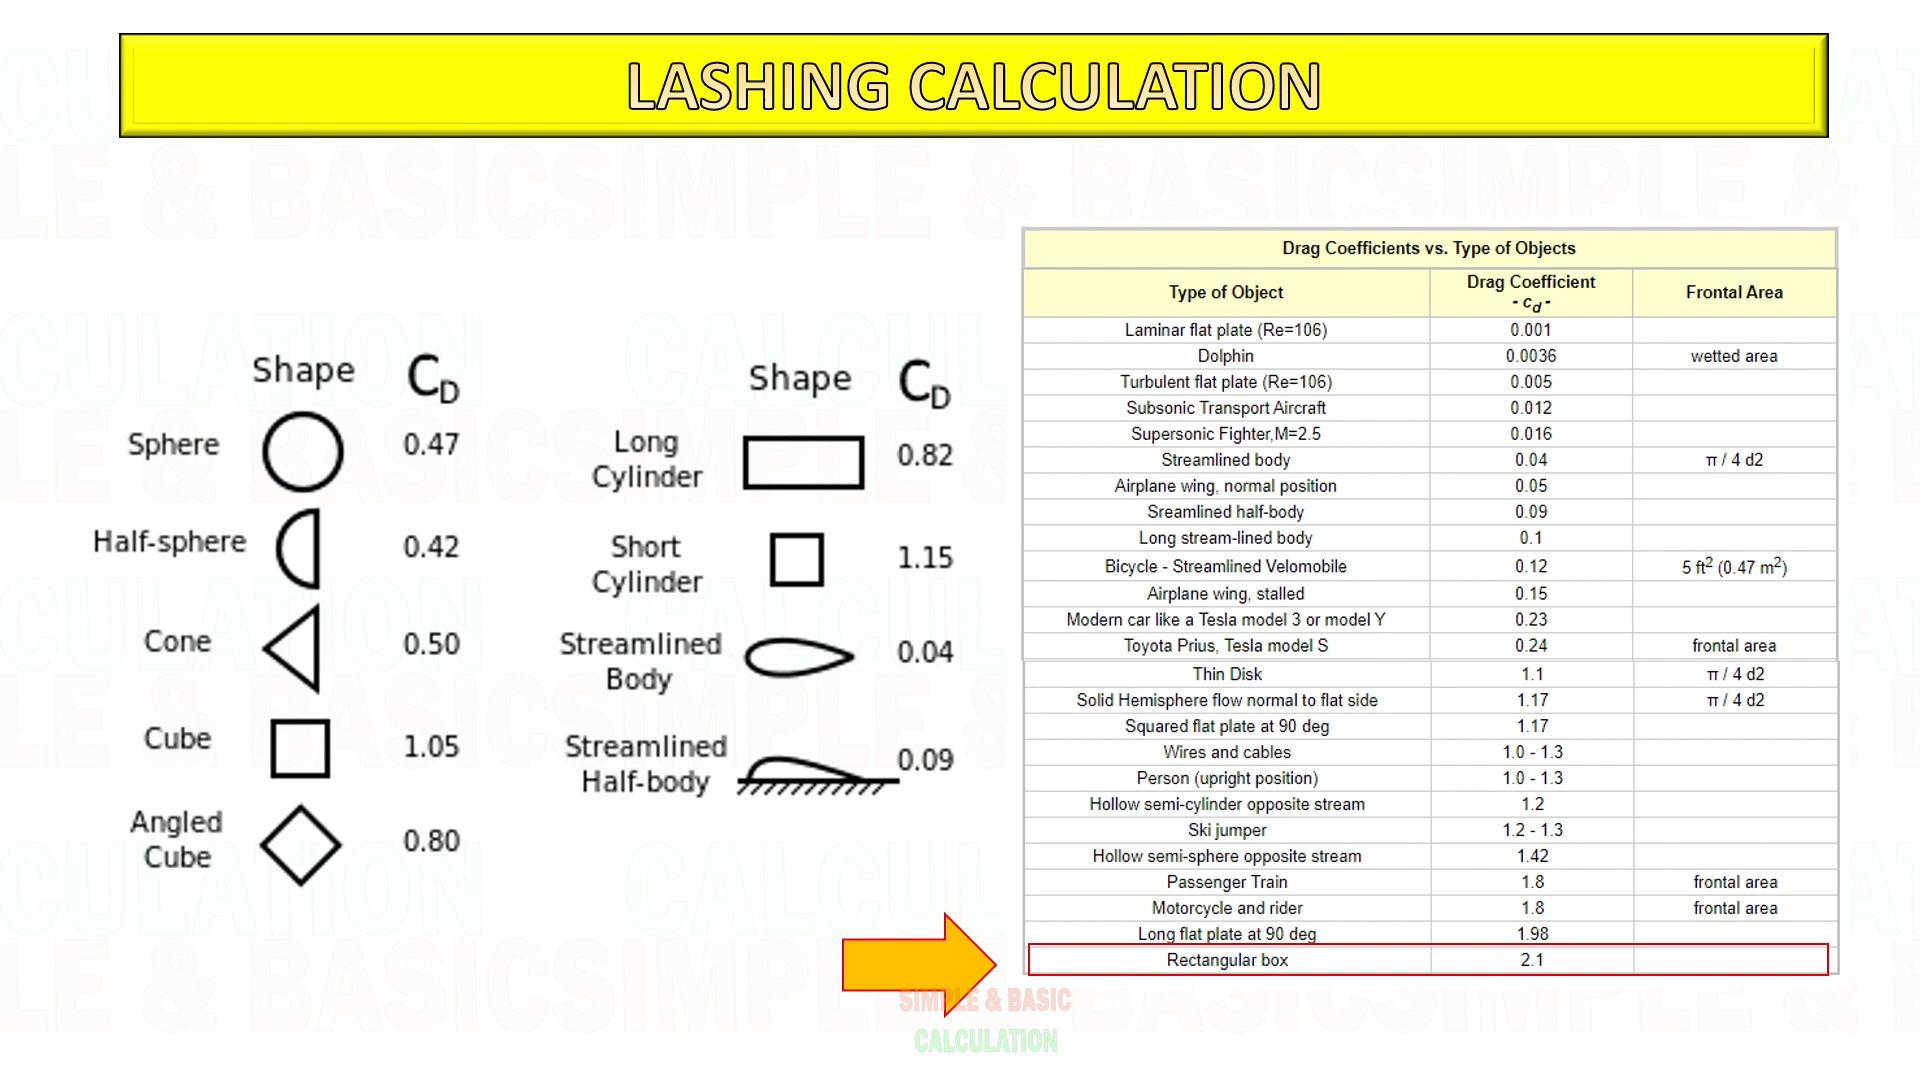 LASHING CALCULATION
Shape CD
Sphere 0.47
Half-sphere 0.42
Cone 0.50
Cube 1.05
Angled
Cube 0.80
Shape CD
Long
Cylinder 0.82
Short
Cylinder 1.15
Streamlined
Body 0.04
Streamlined
Half-body 0.09
Drag Coefficients vs. Type of Objects
Type of Object Drag Coefficient - cd - Frontal Area
Laminar flat plate (Re=106) 0.001
Dolphin 0.0036 wetted area
Turbulent flat plate (Re=106) 0.005
Subsonic Transport Aircraft 0.012
Supersonic Fighter,M=2.5 0.016
Streamlined body 0.04 π / 4 d2
Airplane wing, normal position 0.05
Sreamlined half-body 0.09
Long stream-lined body 0.1
Bicycle - Streamlined Velomobile 0.12 5 ft2 (0.47 m2)
Airplane wing, stalled 0.15
Modern car like a Tesla model 3 or model Y 0.23
Toyota Prius, Tesla model S 0.24 frontal area
Thin Disk 1.1 π / 4 d2
Solid Hemisphere flow normal to flat side 1.17 π / 4 d2
Squared flat plate at 90 deg 1.17
Wires and cables 1.0 - 1.3
Person (upright position) 1.0 - 1.3
Hollow semi-cylinder opposite stream 1.2
Ski jumper 1.2 - 1.3
Hollow semi-sphere opposite stream 1.42
Passenger Train 1.8 frontal area
Motorcycle and rider 1.8 frontal area
Long flat plate at 90 deg 1.98
Rectangular box 2.1
SIMPLE & BASIC
CALCULATION